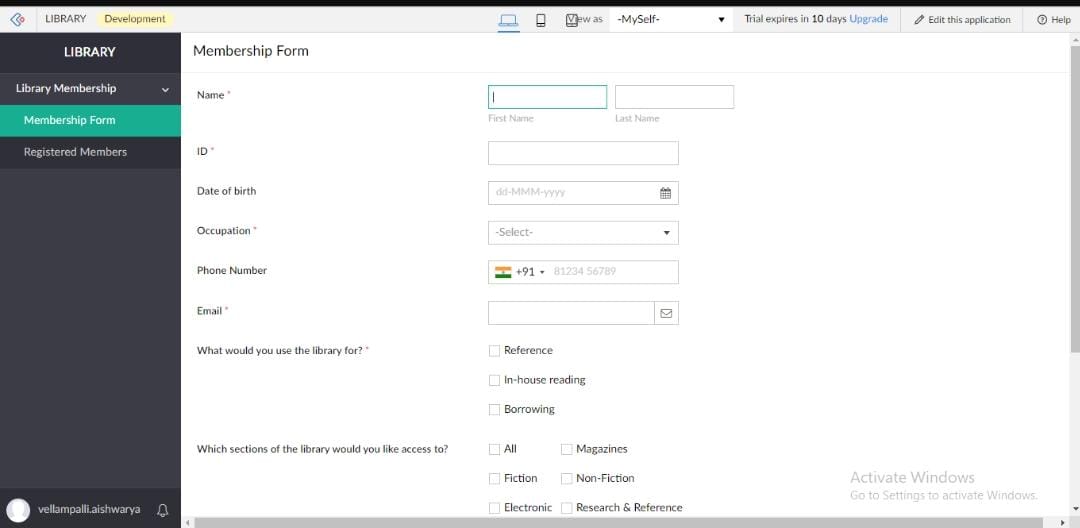 LIBRARY Development View as -MySelf- Trial expires in 10 days Upgrade Edit this application Help
LIBRARY
Library Membership
Membership Form
Registered Members
vellampalli.aishwarya
Membership Form
Name *
First Name Last Name
ID *
Date of birth dd-MMM-yyyy
Occupation * -Select-
Phone Number +91 81234 56789
Email *
What would you use the library for? * Reference
In-house reading
Borrowing
Which sections of the library would you like access to? All Magazines
Fiction Non-Fiction
Electronic Research & Reference
Activate Windows
Go to Settings to activate Windows.